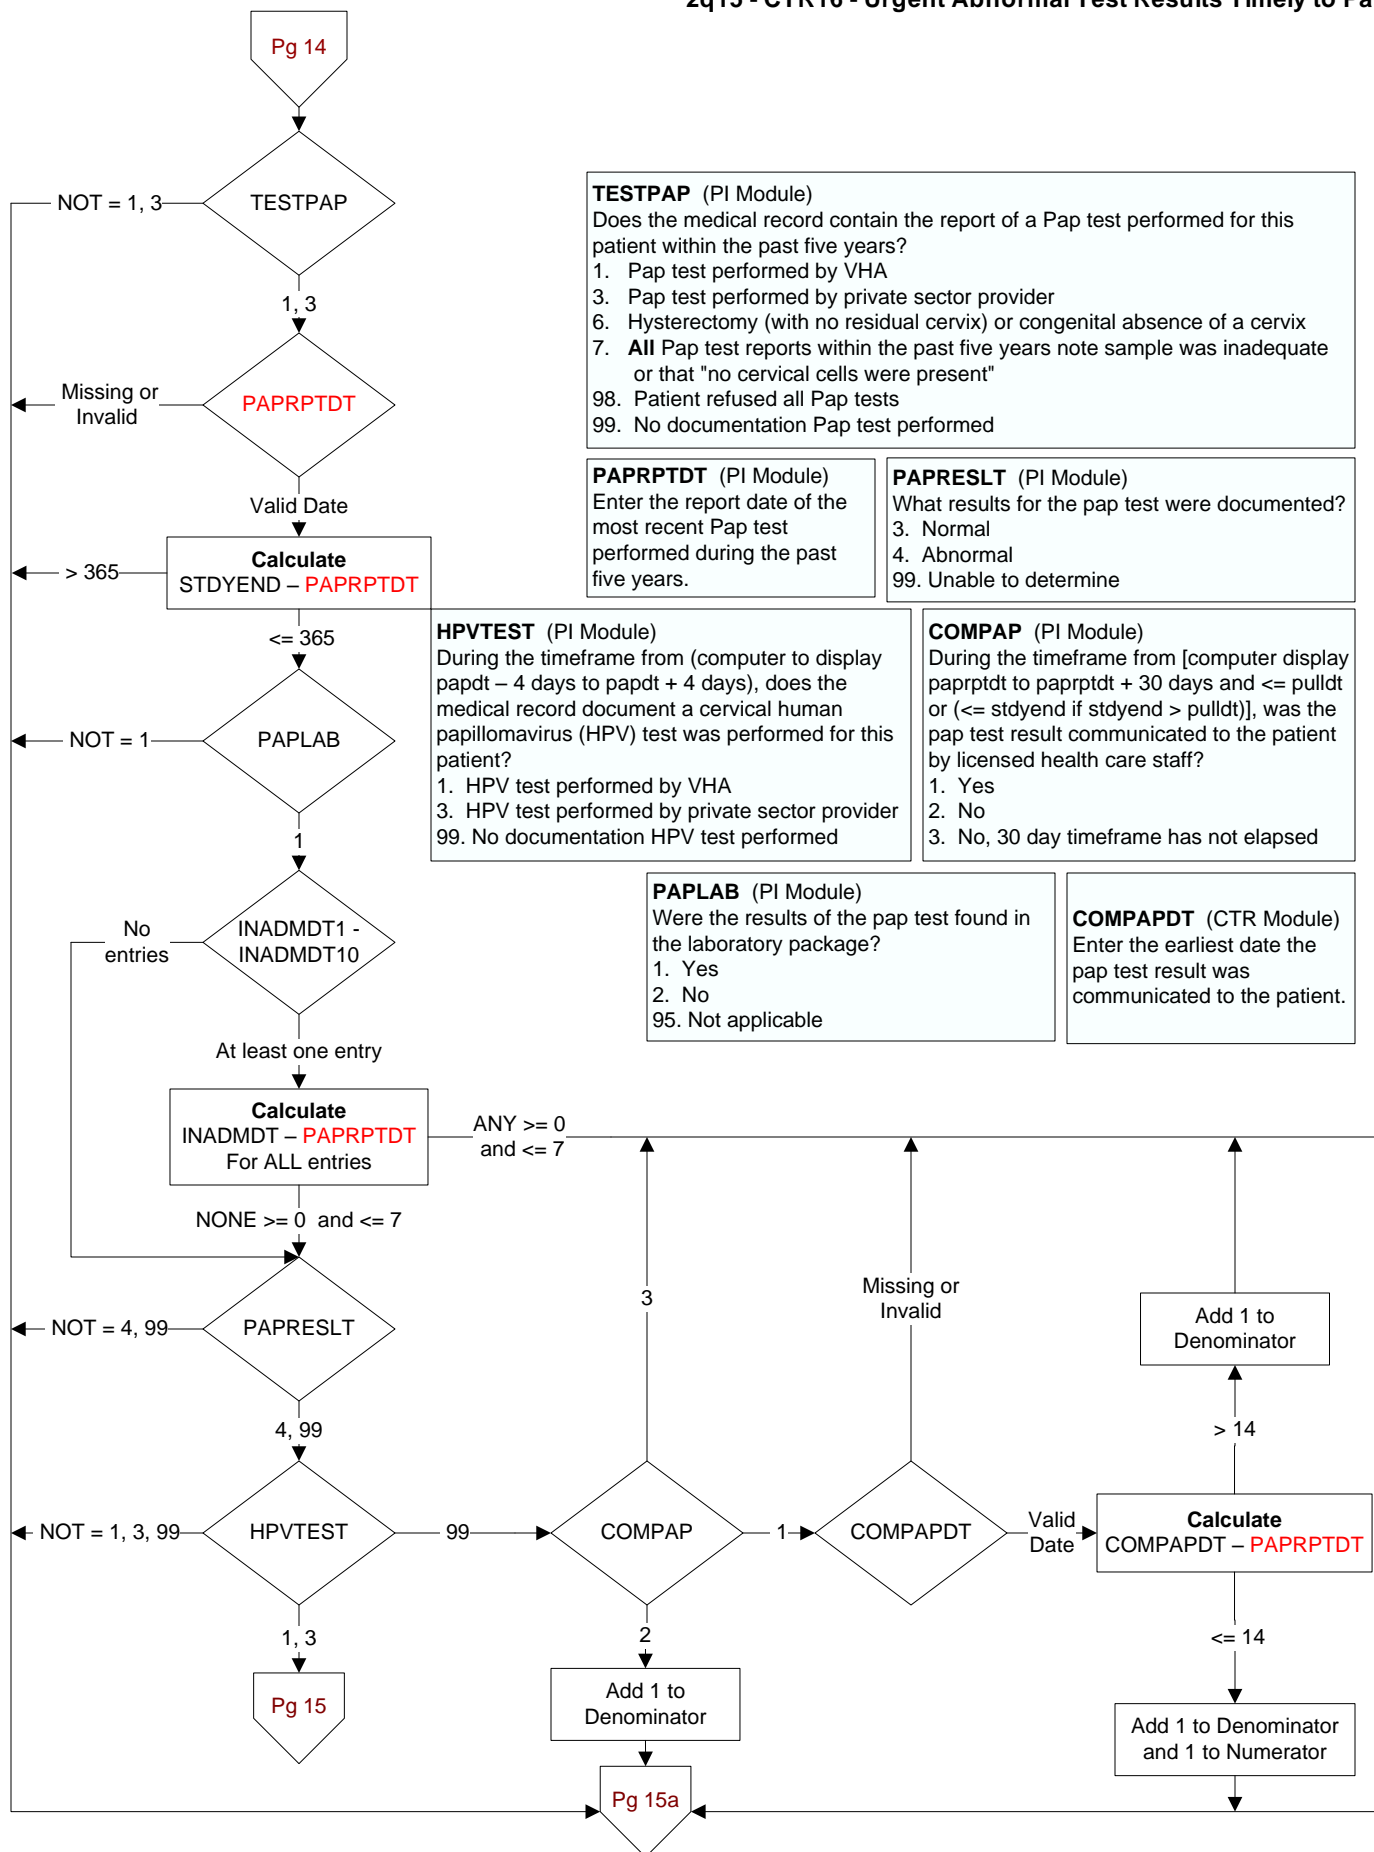 2q15 - CTR16 - Urgent Abnormal Test Results Timely to Pa
Pg 14
TESTPAP
NOT = 1, 3
1, 3
TESTPAP (PI Module)
Does the medical record contain the report of a Pap test performed for this
patient within the past five years?
1. Pap test performed by VHA
3. Pap test performed by private sector provider
6. Hysterectomy (with no residual cervix) or congenital absence of a cervix
7. All Pap test reports within the past five years note sample was inadequate
or that "no cervical cells were present"
98. Patient refused all Pap tests
99. No documentation Pap test performed
PAPRPTDT
Missing or
Invalid
Valid Date
PAPRPTDT (PI Module)
Enter the report date of the
most recent Pap test
performed during the past
five years.
PAPRESLT (PI Module)
What results for the pap test were documented?
3. Normal
4. Abnormal
99. Unable to determine
Calculate
STDYEND – PAPRPTDT
> 365
<= 365
HPVTEST (PI Module)
During the timeframe from (computer to display
papdt – 4 days to papdt + 4 days), does the
medical record document a cervical human
papillomavirus (HPV) test was performed for this
patient?
1. HPV test performed by VHA
3. HPV test performed by private sector provider
99. No documentation HPV test performed
COMPAP (PI Module)
During the timeframe from [computer display
paprptdt to paprptdt + 30 days and <= pulldt
or (<= stdyend if stdyend > pulldt)], was the
pap test result communicated to the patient
by licensed health care staff?
1. Yes
2. No
3. No, 30 day timeframe has not elapsed
PAPLAB
NOT = 1
1
PAPLAB (PI Module)
Were the results of the pap test found in
the laboratory package?
1. Yes
2. No
95. Not applicable
COMPAPDT (CTR Module)
Enter the earliest date the
pap test result was
communicated to the patient.
INADMDT1 -
INADMDT10
No
entries
At least one entry
Calculate
INADMDT – PAPRPTDT
For ALL entries
ANY >= 0
and <= 7
NONE >= 0 and <= 7
PAPRESLT
NOT = 4, 99
4, 99
3
Missing or
Invalid
Add 1 to
Denominator
> 14
HPVTEST
NOT = 1, 3, 99
99
COMPAP
1
COMPAPDT
Valid
Date
Calculate
COMPAPDT – PAPRPTDT
1, 3
2
<= 14
Pg 15
Add 1 to
Denominator
Add 1 to Denominator
and 1 to Numerator
Pg 15a